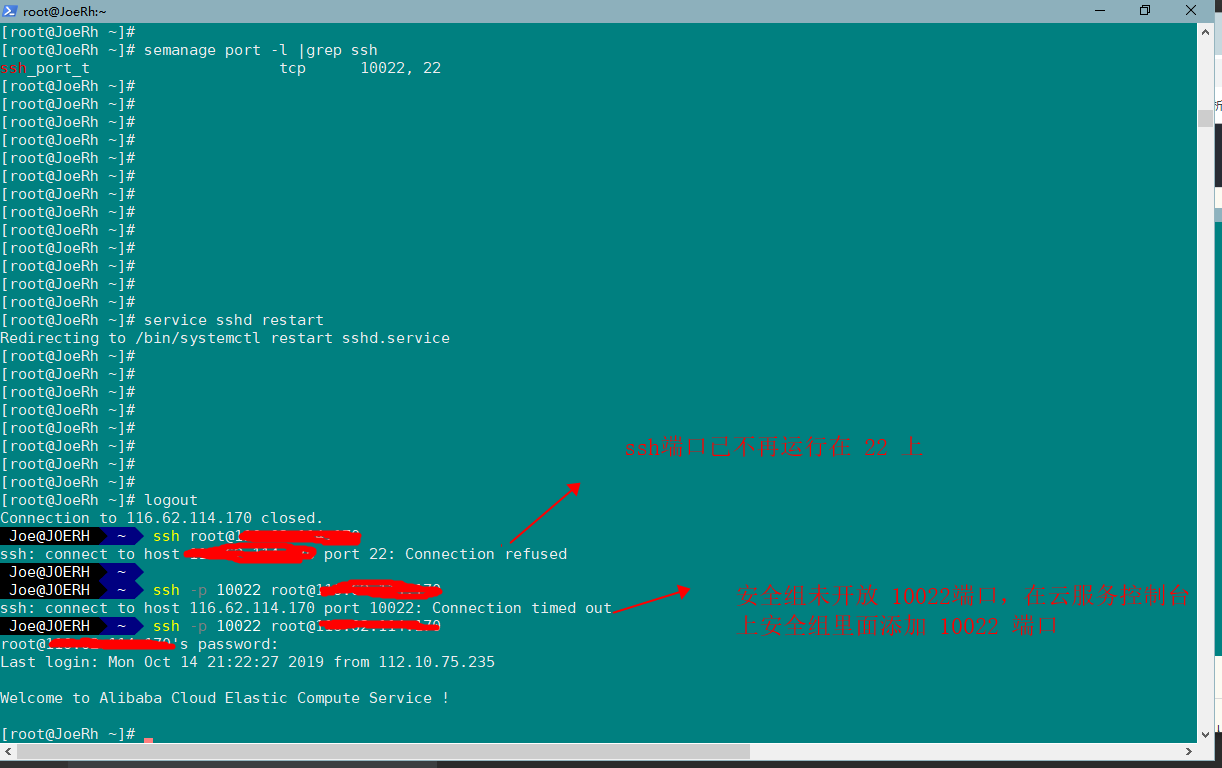 root@JoeRh:~
[root@JoeRh ~]#
[root@JoeRh ~]# semanage port -l |grep ssh
ssh_port_t tcp 10022, 22
[root@JoeRh ~]#
[root@JoeRh ~]#
[root@JoeRh ~]#
[root@JoeRh ~]#
[root@JoeRh ~]#
[root@JoeRh ~]#
[root@JoeRh ~]#
[root@JoeRh ~]#
[root@JoeRh ~]#
[root@JoeRh ~]#
[root@JoeRh ~]#
[root@JoeRh ~]#
[root@JoeRh ~]#
[root@JoeRh ~]# service sshd restart
Redirecting to /bin/systemctl restart sshd.service
[root@JoeRh ~]#
[root@JoeRh ~]#
[root@JoeRh ~]#
[root@JoeRh ~]#
[root@JoeRh ~]#
[root@JoeRh ~]#
ssh端口已不再运行在 22 上
[root@JoeRh ~]#
[root@JoeRh ~]#
[root@JoeRh ~]# logout
Connection to 116.62.114.170 closed.
Joe@JOERH ~ ssh root@
ssh: connect to host port 22: Connection refused
Joe@JOERH ~
Joe@JOERH ~ ssh -p 10022 root@
ssh: connect to host 116.62.114.170 port 10022: Connection timed out
安全组未开放 10022端口，在云服务控制台
上安全组里面添加 10022 端口
Joe@JOERH ~ ssh -p 10022 root@
root@'s password:
Last login: Mon Oct 14 21:22:27 2019 from 112.10.75.235
Welcome to Alibaba Cloud Elastic Compute Service !
[root@JoeRh ~]#